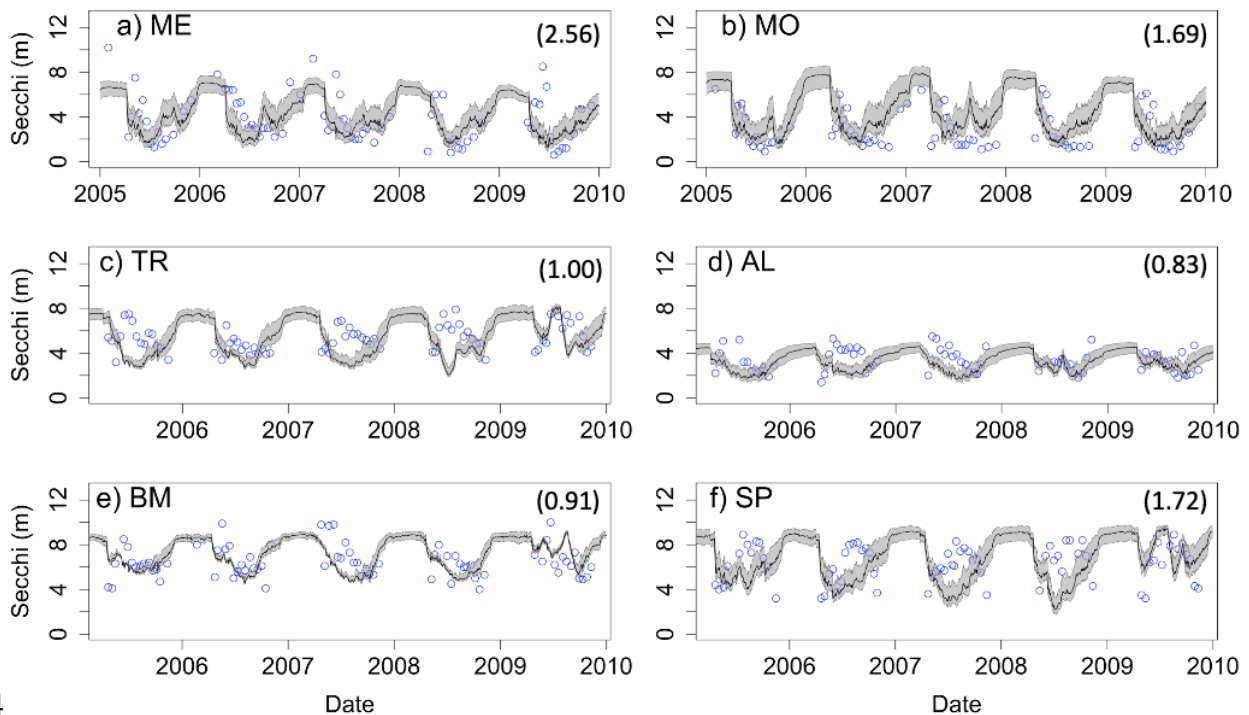 a) ME (2.56)
Secchi (m)
0 4 8 12
2005 2006 2007 2008 2009 2010
b) MO (1.69)
0 4 8 12
2005 2006 2007 2008 2009 2010
c) TR (1.00)
Secchi (m)
0 4 8 12
2006 2007 2008 2009 2010
d) AL (0.83)
0 4 8 12
2006 2007 2008 2009 2010
e) BM (0.91)
Secchi (m)
0 4 8 12
2006 2007 2008 2009 2010
Date
f) SP (1.72)
0 4 8 12
2006 2007 2008 2009 2010
Date